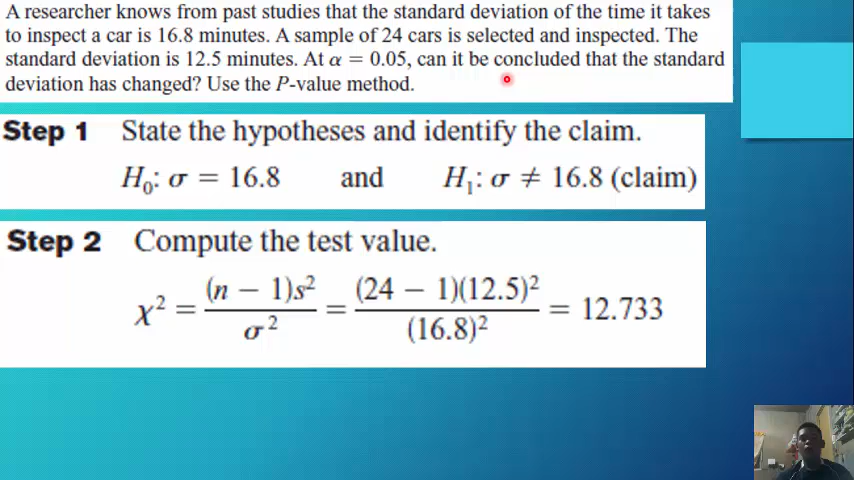 A researcher knows from past studies that the standard deviation of the time it takes
to inspect a car is 16.8 minutes. A sample of 24 cars is selected and inspected. The
standard deviation is 12.5 minutes. At α = 0.05, can it be concluded that the standard
deviation has changed? Use the P-value method.
Step 1 State the hypotheses and identify the claim.
H₀: σ = 16.8 and H₁: σ ≠ 16.8 (claim)
Step 2 Compute the test value.
χ² = (n − 1)s² / σ² = (24 − 1)(12.5)² / (16.8)² = 12.733